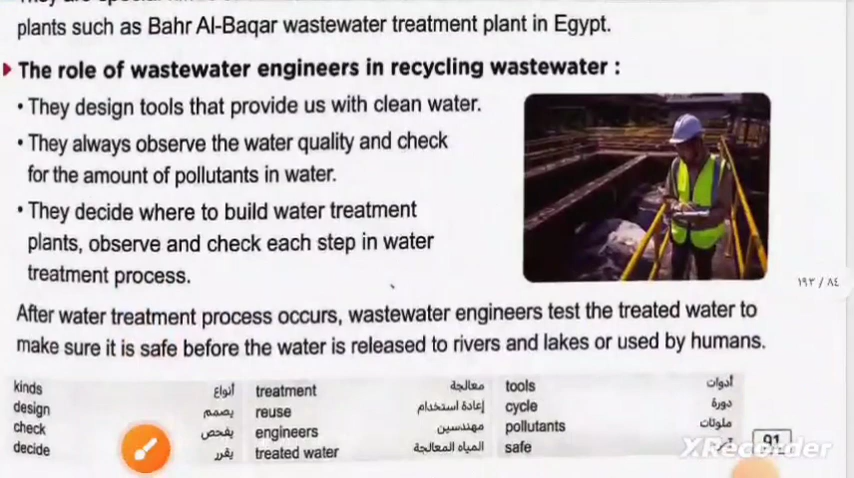 plants such as Bahr Al-Baqar wastewater treatment plant in Egypt.
The role of wastewater engineers in recycling wastewater :
• They design tools that provide us with clean water.
• They always observe the water quality and check
for the amount of pollutants in water.
• They decide where to build water treatment
plants, observe and check each step in water
treatment process.
١٩٣ / ٨٤
After water treatment process occurs, wastewater engineers test the treated water to
make sure it is safe before the water is released to rivers and lakes or used by humans.
kinds أنواع treatment معالجة tools أدوات
design يصمم reuse إعادة استخدام cycle دورة
check يفحص engineers مهندسين pollutants ملوثات
decide يقرر treated water المياه المعالجة safe
91
XRecorder